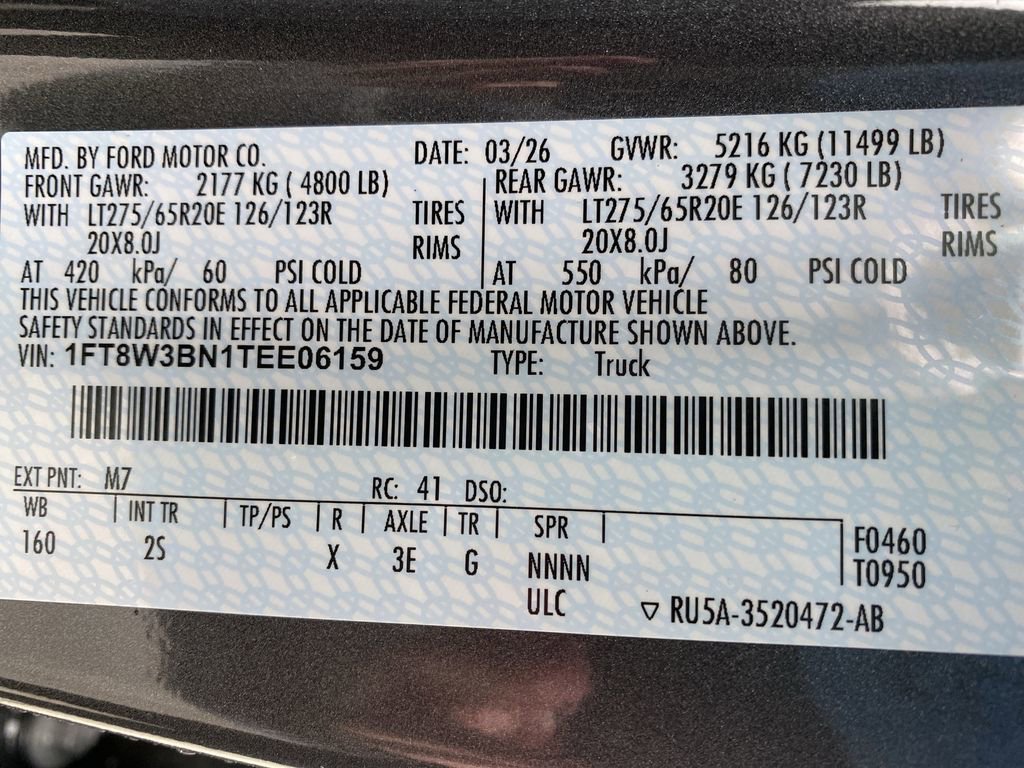 MFD. BY FORD MOTOR CO. DATE: 03/26 GVWR: 5216 KG (11499 LB)
FRONT GAWR: 2177 KG ( 4800 LB) REAR GAWR: 3279 KG ( 7230 LB)
WITH LT275/65R20E 126/123R TIRES WITH LT275/65R20E 126/123R TIRES
20X8.0J RIMS 20X8.0J RIMS
AT 420 kPa/ 60 PSI COLD AT 550 kPa/ 80 PSI COLD
THIS VEHICLE CONFORMS TO ALL APPLICABLE FEDERAL MOTOR VEHICLE
SAFETY STANDARDS IN EFFECT ON THE DATE OF MANUFACTURE SHOWN ABOVE.
VIN: 1FT8W3BN1TEE06159 TYPE: Truck
EXT PNT: M7 RC: 41 DSO:
WB INT TR TP/PS R AXLE TR SPR
160 2S X 3E G NNNN
F0460
T0950
ULC ▽ RU5A-3520472-AB